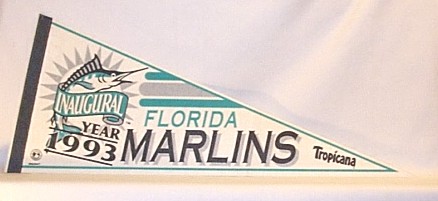 INAUGURAL
YEAR
1993
FLORIDA
MARLINS
Tropicana